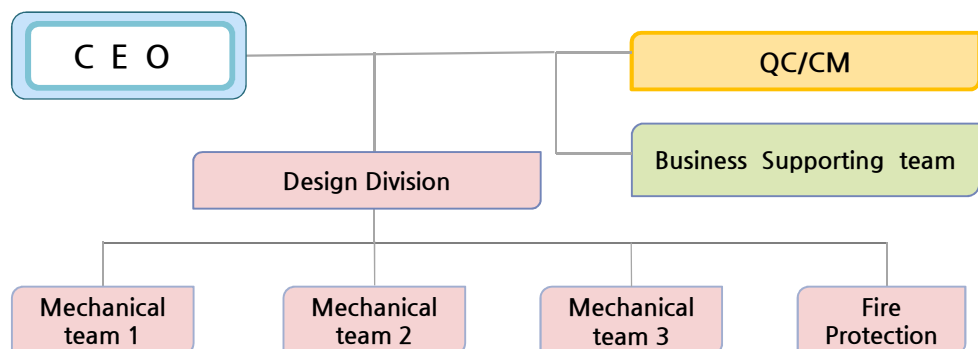 C E O
QC/CM
Business Supporting team
Design Division
Mechanical
team 1
Mechanical
team 2
Mechanical
team 3
Fire
Protection